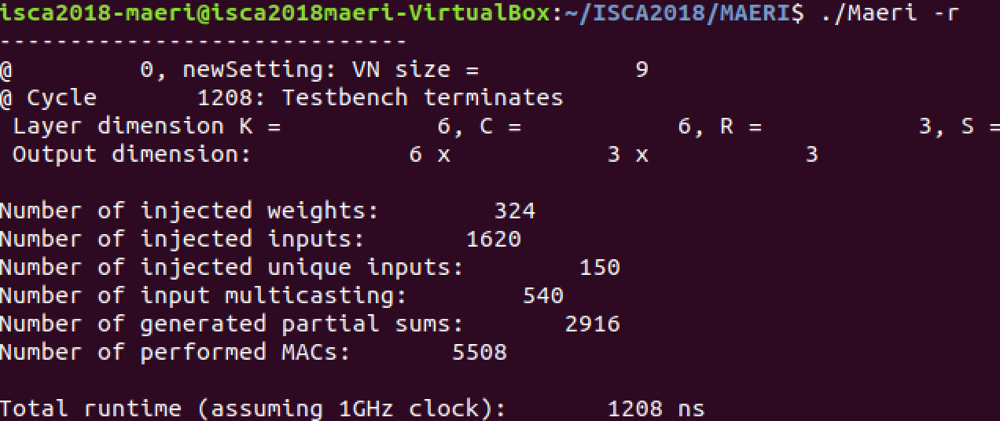 isca2018-maeri@isca2018maeri-VirtualBox:~/ISCA2018/MAERI$ ./Maeri -r
-----------------------------
@         0, newSetting: VN size =           9
@ Cycle       1208: Testbench terminates
 Layer dimension K =           6, C =           6, R =           3, S =
 Output dimension:           6 x           3 x           3
Number of injected weights:        324
Number of injected inputs:       1620
Number of injected unique inputs:        150
Number of input multicasting:        540
Number of generated partial sums:       2916
Number of performed MACs:       5508
Total runtime (assuming 1GHz clock):       1208 ns